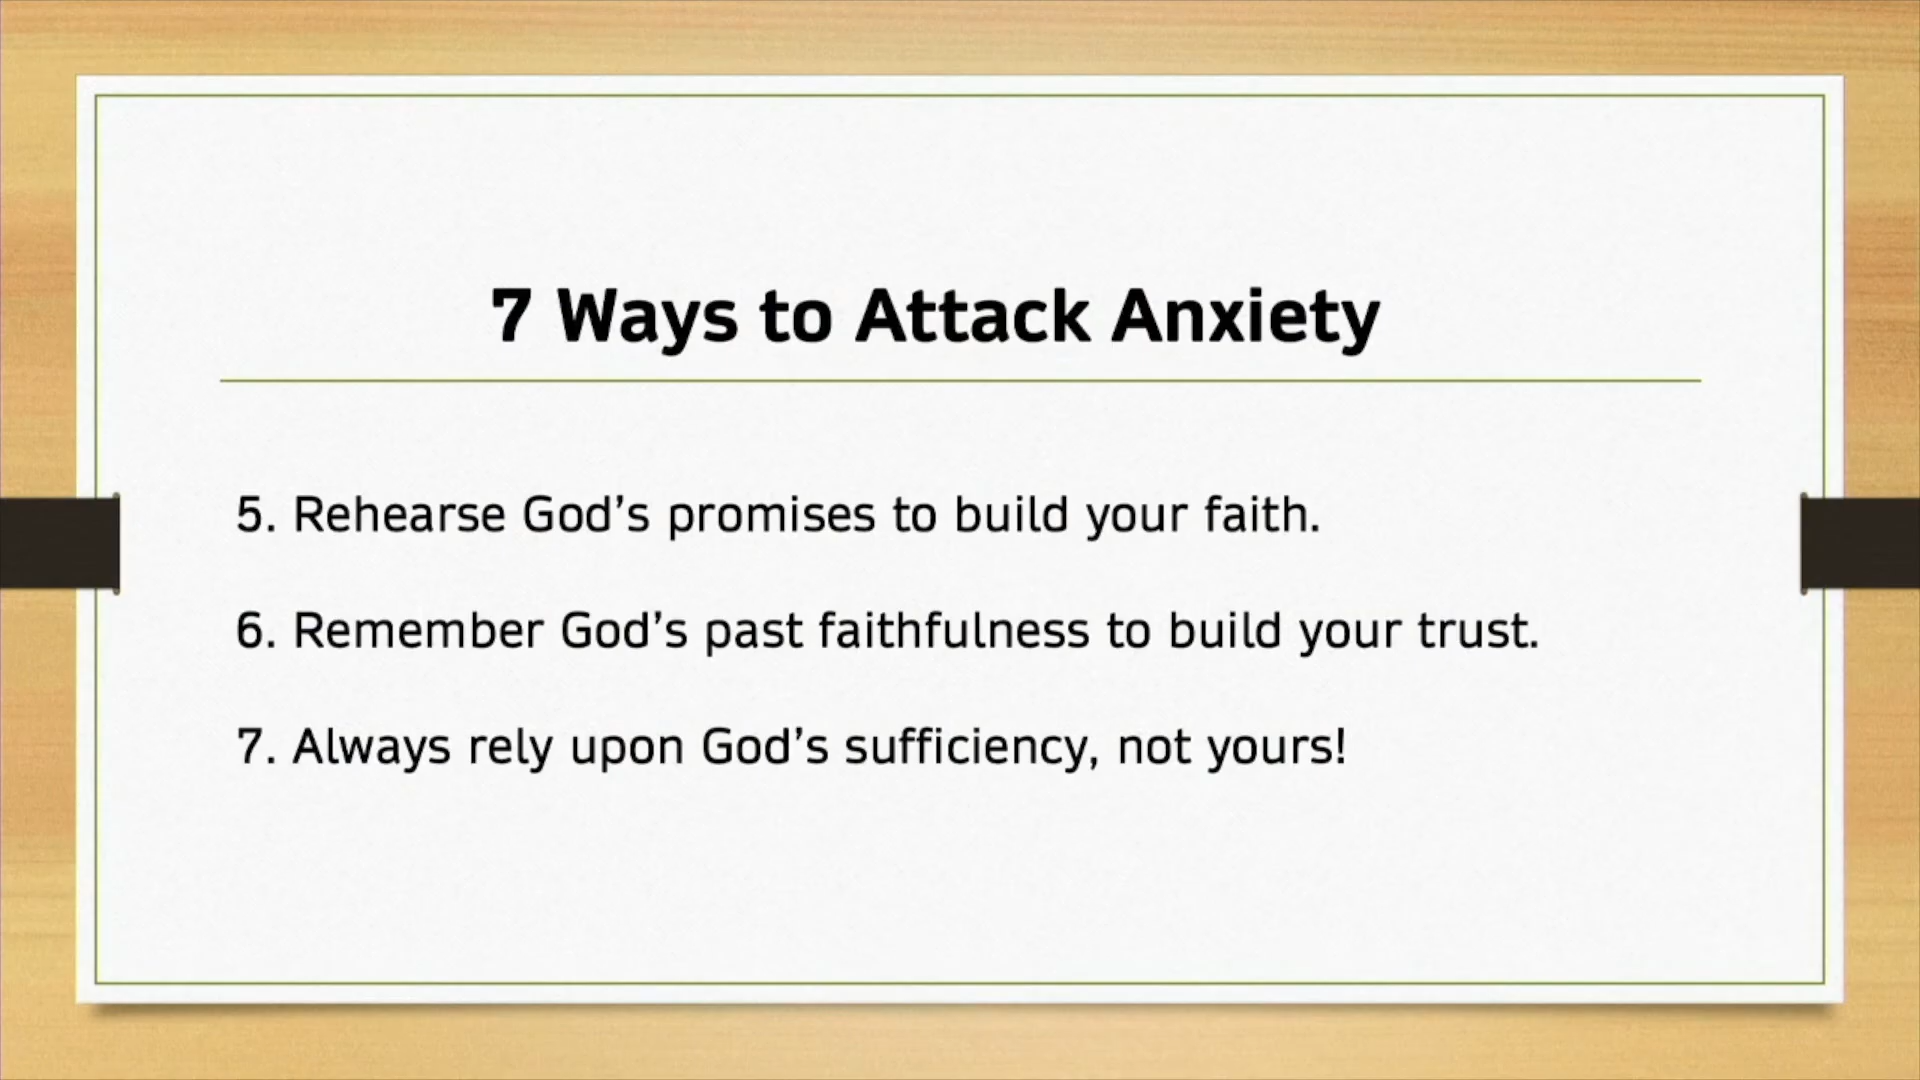 7 Ways to Attack Anxiety
5. Rehearse God’s promises to build your faith.
6. Remember God’s past faithfulness to build your trust.
7. Always rely upon God’s sufficiency, not yours!